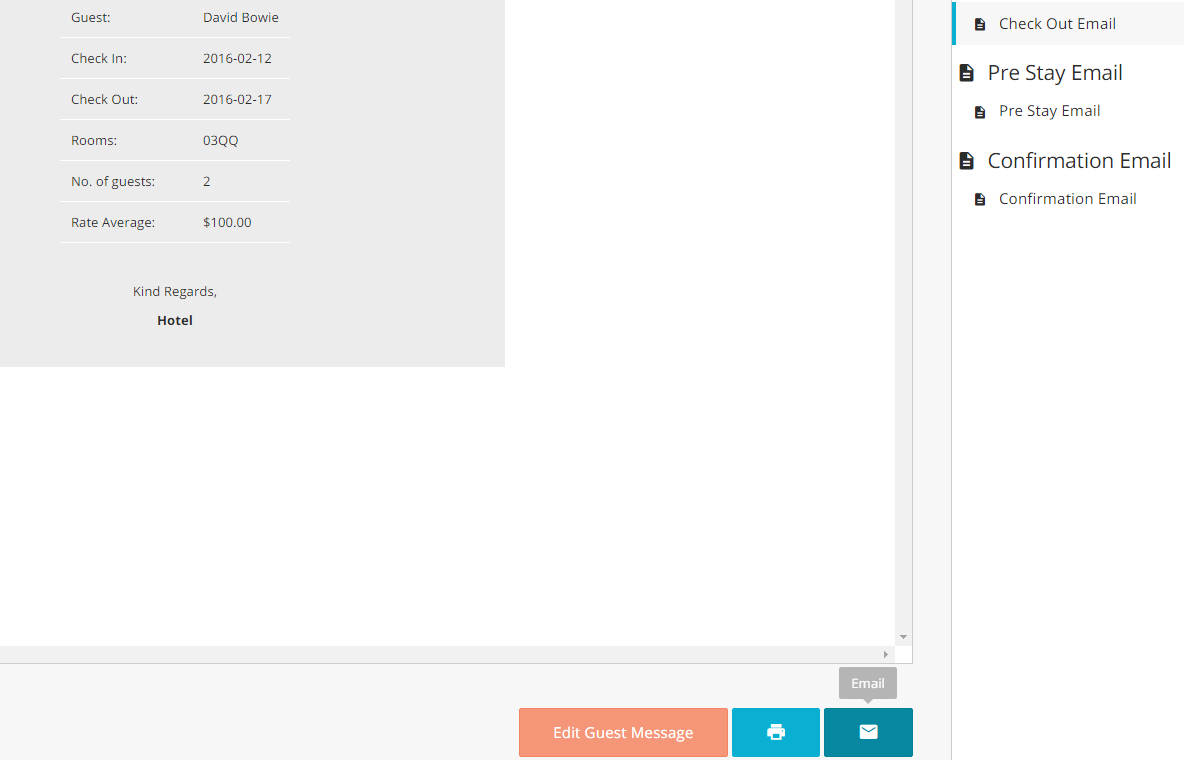 Guest: David Bowie
Check In: 2016-02-12
Check Out: 2016-02-17
Rooms: 03QQ
No. of guests: 2
Rate Average: $100.00
Kind Regards,
Hotel
Check Out Email
Pre Stay Email
Pre Stay Email
Confirmation Email
Confirmation Email
Email
Edit Guest Message